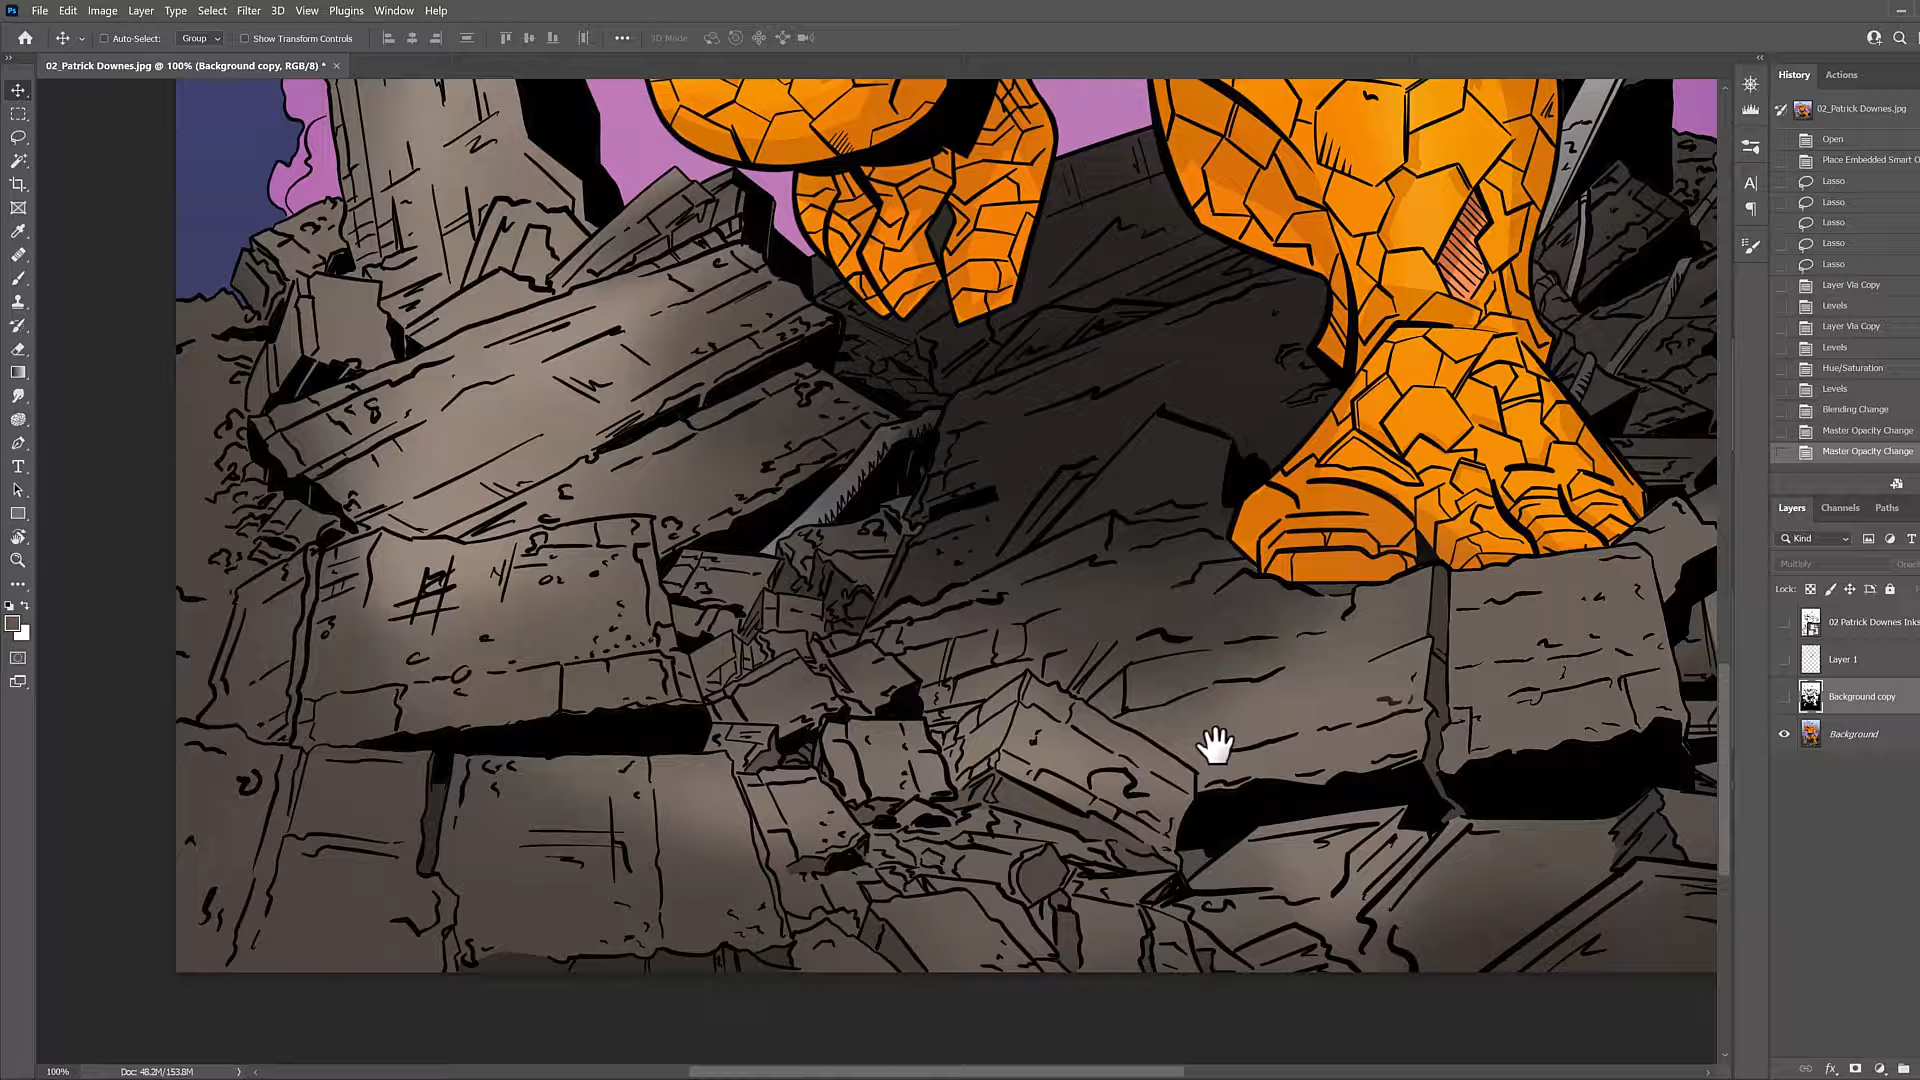 Ps File Edit Image Layer Type Select Filter 3D View Plugins Window Help
Auto-Select: Group Show Transform Controls 3D Mode
02_Patrick Downes.jpg @ 100% (Background copy, RGB/8) *
History Actions
02_Patrick Downes.jpg
Open
Place Embedded Smart O
Lasso
Lasso
Lasso
Lasso
Lasso
Layer Via Copy
Levels
Layer Via Copy
Levels
Hue/Saturation
Levels
Blending Change
Master Opacity Change
Master Opacity Change
Layers Channels Paths
Kind
Multiply Opac
Lock:
02 Patrick Downes Inks
Layer 1
Background copy
Background
100% Doc: 48.2M/153.8M